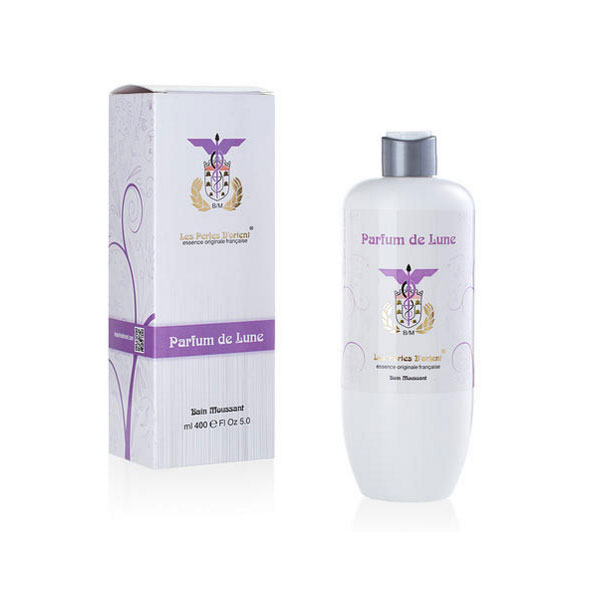 B/M
Les Perles D'orient®
essence originale française
Parfum de Lune
Bain Moussant
ml 400 ℮ Fl Oz 5.0
Parfum de Lune
B/M
Les Perles D'orient®
essence originale française
Bain Moussant